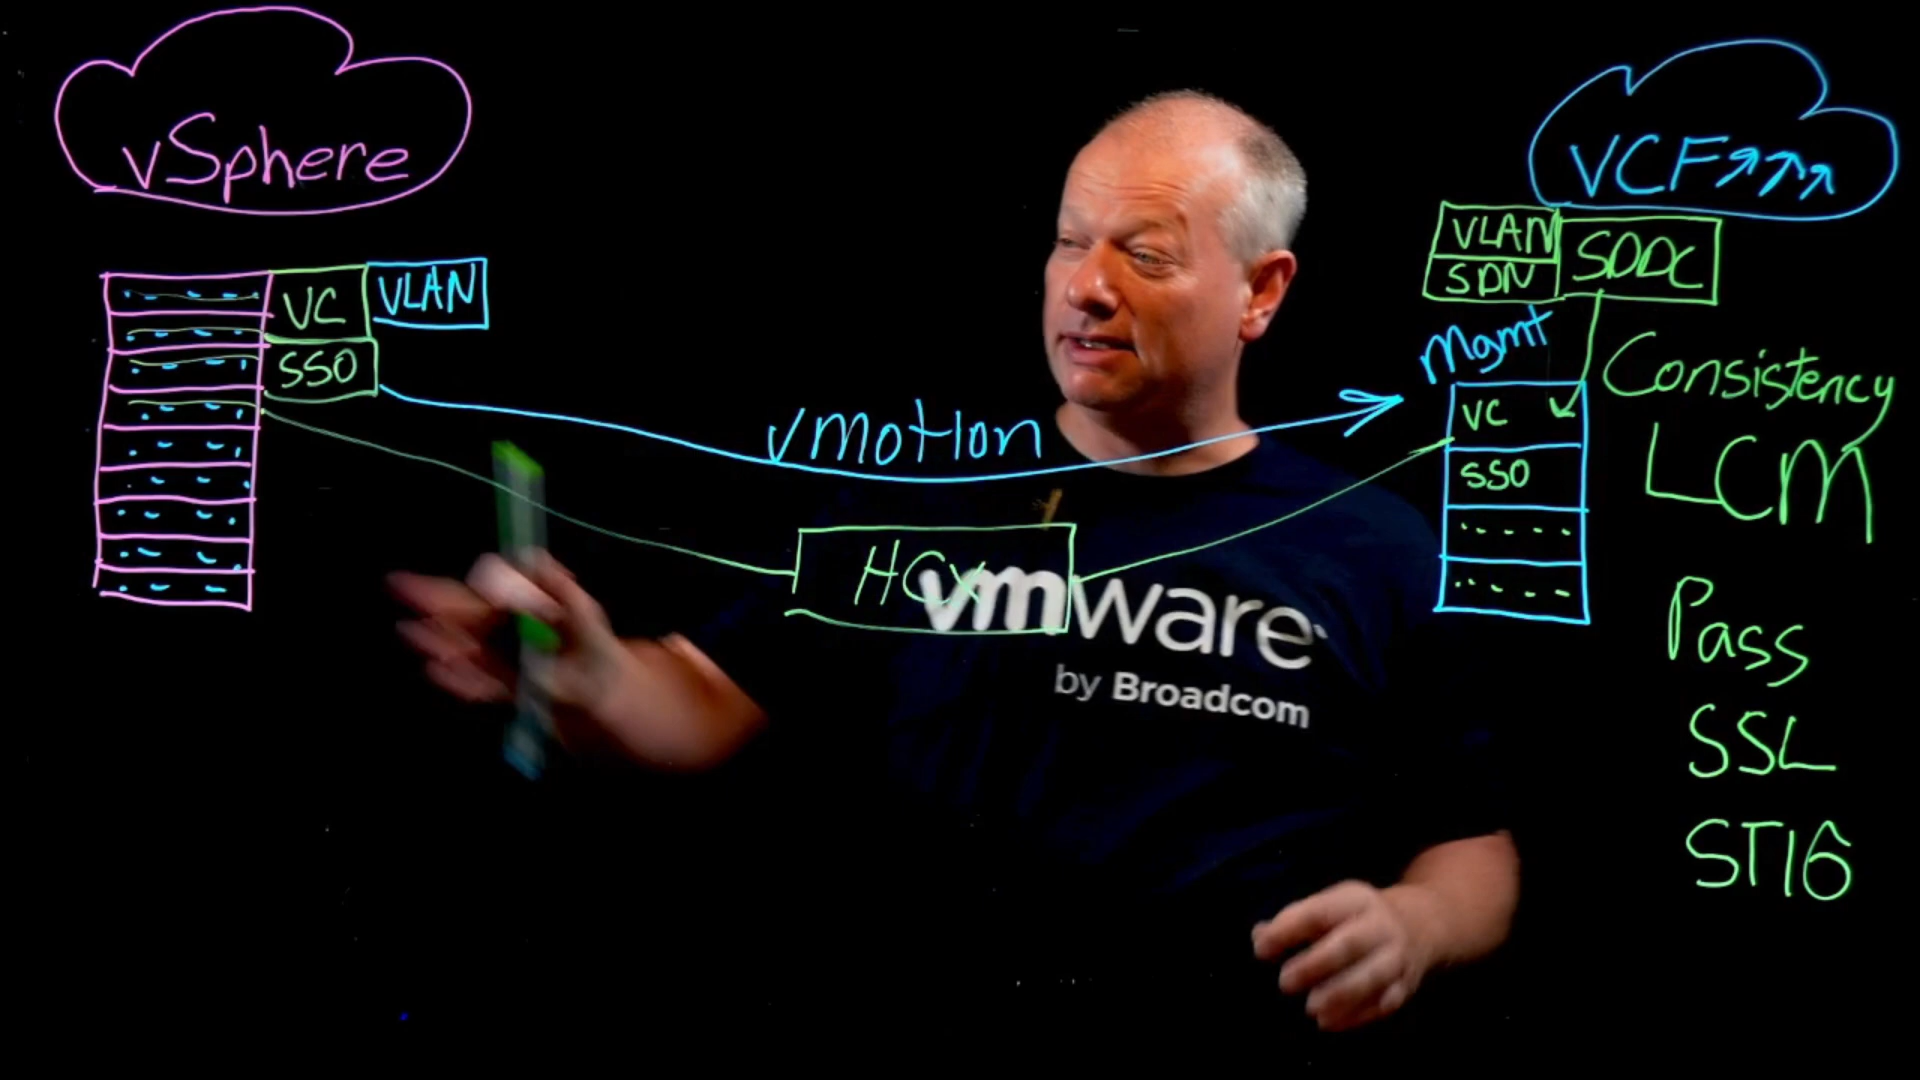 vSphere
VCF
VLAN
SDN
SDDC
VC
VLAN
SSO
Mgmt
VC
SSO
Consistency
LCM
vmotion
HCX
vmware
by Broadcom
Pass
SSL
STIG